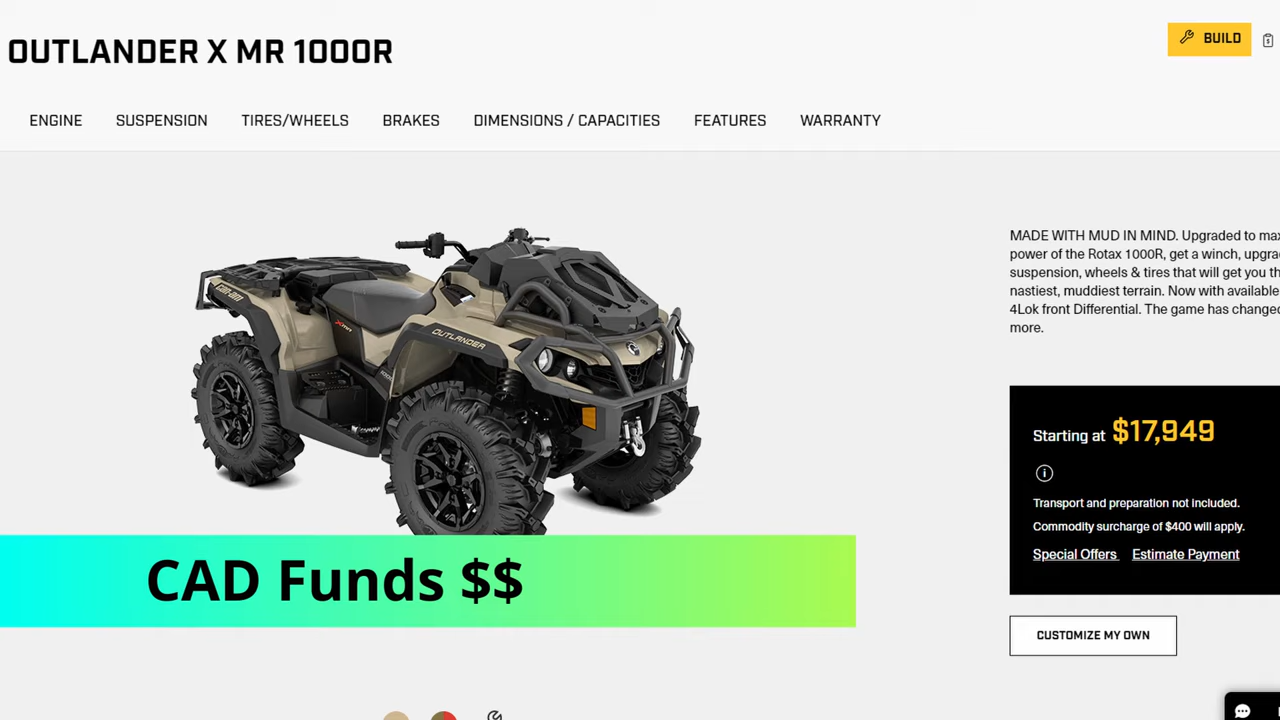 OUTLANDER X MR 1000R
BUILD
ENGINE SUSPENSION TIRES/WHEELS BRAKES DIMENSIONS / CAPACITIES FEATURES WARRANTY
MADE WITH MUD IN MIND. Upgraded to
power of the Rotax 1000R, get a winch,
suspension, wheels & tires that will get you
nastiest, muddiest terrain. Now with available
4Lok front Differential. The game has changed
more.
can-am
OUTLANDER
Starting at $17,949
Transport and preparation not included.
Commodity surcharge of $400 will apply.
Special Offers Estimate Payment
CAD Funds $$
CUSTOMIZE MY OWN